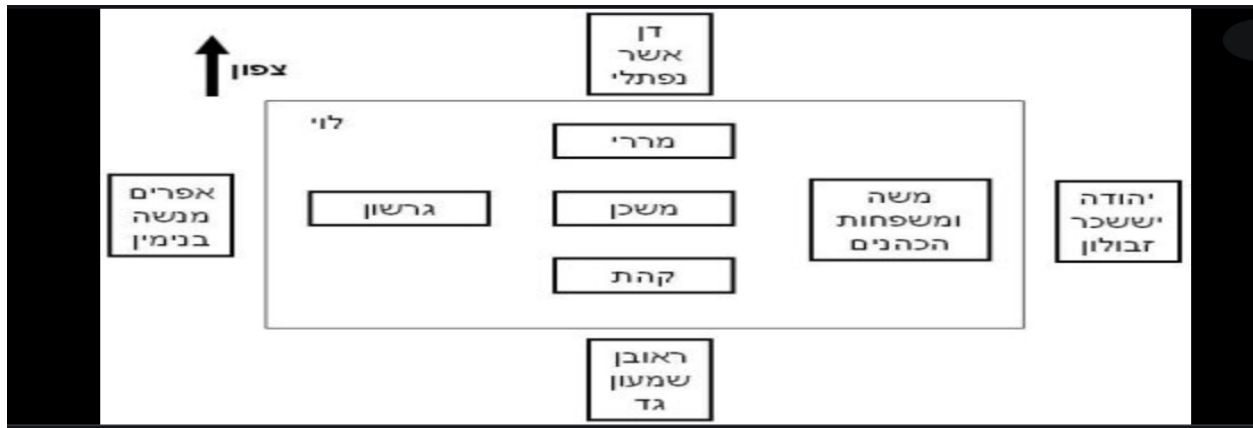 דן
אשר
נפתלי
צפון
לוי
מררי
יהודה
יששכר
זבולון
משה
ומשפחות
הכהנים
משכן
גרשון
אפרים
מנשה
בנימין
קהת
ראובן
שמעון
גד